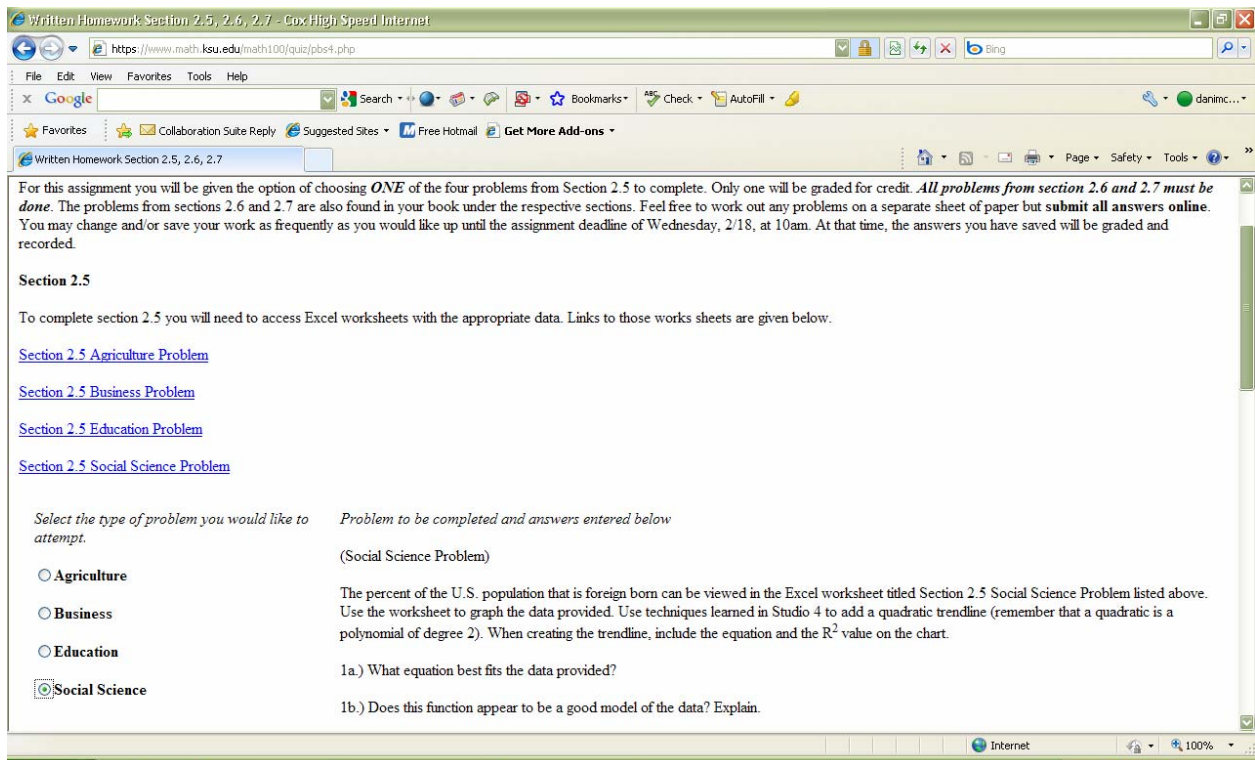 Written Homework Section 2.5, 2.6, 2.7 - Cox High Speed Internet
https://www.math.ksu.edu/math100/quiz/pbs4.php
Bing
File Edit View Favorites Tools Help
x Google Search Bookmarks ABC Check AutoFill danimc...
Favorites Collaboration Suite Reply Suggested Sites Free Hotmail Get More Add-ons
Written Homework Section 2.5, 2.6, 2.7 Page Safety Tools »
For this assignment you will be given the option of choosing ONE of the four problems from Section 2.5 to complete. Only one will be graded for credit. All problems from section 2.6 and 2.7 must be
done. The problems from sections 2.6 and 2.7 are also found in your book under the respective sections. Feel free to work out any problems on a separate sheet of paper but submit all answers online.
You may change and/or save your work as frequently as you would like up until the assignment deadline of Wednesday, 2/18, at 10am. At that time, the answers you have saved will be graded and
recorded.
Section 2.5
To complete section 2.5 you will need to access Excel worksheets with the appropriate data. Links to those works sheets are given below.
Section 2.5 Agriculture Problem
Section 2.5 Business Problem
Section 2.5 Education Problem
Section 2.5 Social Science Problem
Select the type of problem you would like to
attempt.
Agriculture
Business
Education
Social Science
Problem to be completed and answers entered below
(Social Science Problem)
The percent of the U.S. population that is foreign born can be viewed in the Excel worksheet titled Section 2.5 Social Science Problem listed above.
Use the worksheet to graph the data provided. Use techniques learned in Studio 4 to add a quadratic trendline (remember that a quadratic is a
polynomial of degree 2). When creating the trendline, include the equation and the R² value on the chart.
1a.) What equation best fits the data provided?
1b.) Does this function appear to be a good model of the data? Explain.
Internet 100%